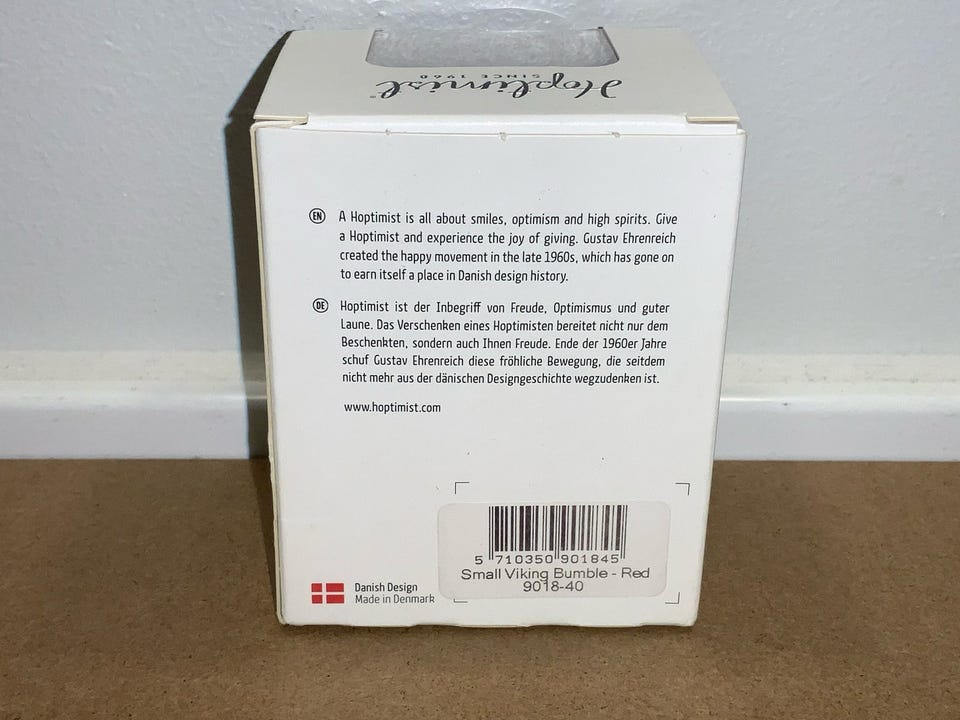 Hoptimist™
SINCE 1968
EN A Hoptimist is all about smiles, optimism and high spirits. Give
a Hoptimist and experience the joy of giving. Gustav Ehrenreich
created the happy movement in the late 1960s, which has gone on
to earn itself a place in Danish design history.
DE Hoptimist ist der Inbegriff von Freude, Optimismus und guter
Laune. Das Verschenken eines Hoptimisten bereitet nicht nur dem
Beschenkten, sondern auch Ihnen Freude. Ende der 1960er Jahre
schuf Gustav Ehrenreich diese fröhliche Bewegung, die seitdem
nicht mehr aus der dänischen Designgeschichte wegzudenken ist.
www.hoptimist.com
5 710350 901845
Small Viking Bumble - Red
9018-40
Danish Design
Made in Denmark